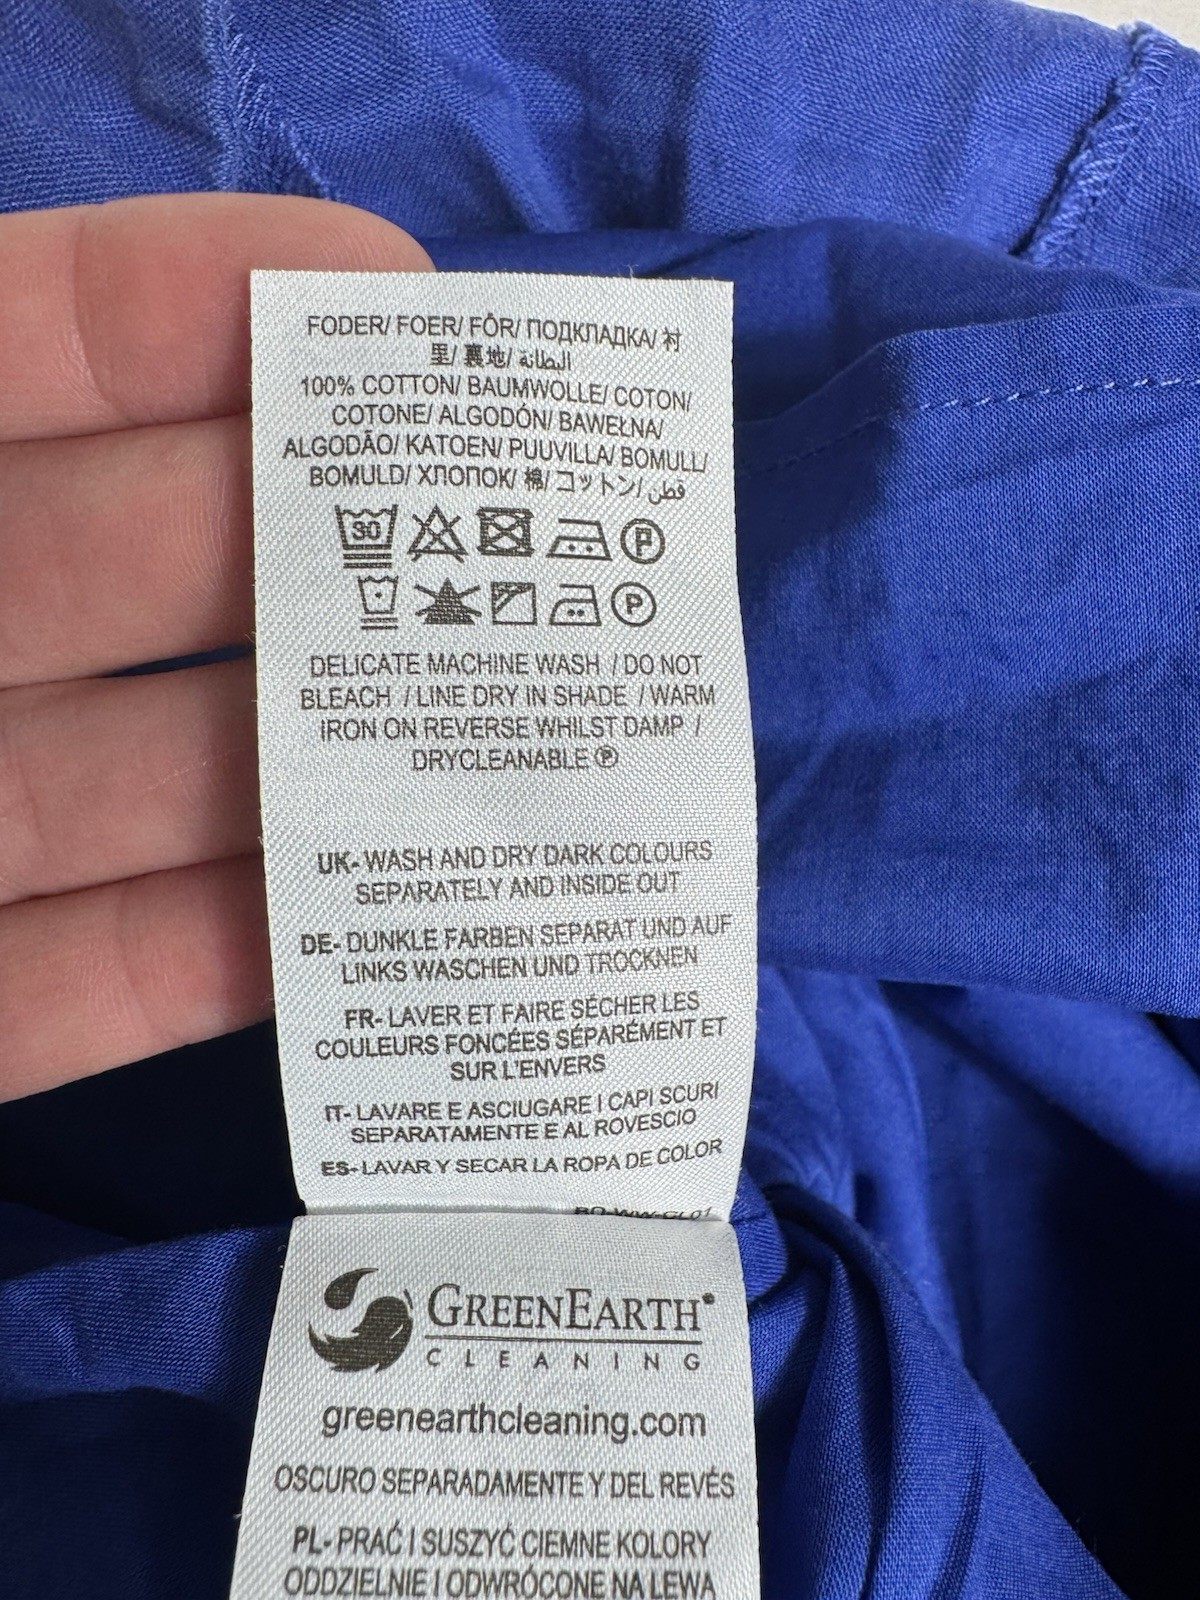 FODER/ FOER/ FÔR/ ПОДКЛАДКА/ 衬
里/ 裏地/ البطانة
100% COTTON/ BAUMWOLLE/ COTON/
COTONE/ ALGODÓN/ BAWEŁNA/
ALGODÃO/ KATOEN/ PUUVILLA/ BOMULL/
BOMULD/ ХЛОПОК/ 棉/ コットン/ قطن
30
P
P
DELICATE MACHINE WASH / DO NOT
BLEACH / LINE DRY IN SHADE / WARM
IRON ON REVERSE WHILST DAMP /
DRYCLEANABLE Ⓟ
UK- WASH AND DRY DARK COLOURS
SEPARATELY AND INSIDE OUT
DE- DUNKLE FARBEN SEPARAT UND AUF
LINKS WASCHEN UND TROCKNEN
FR- LAVER ET FAIRE SÉCHER LES
COULEURS FONCÉES SÉPARÉMENT ET
SUR L'ENVERS
IT- LAVARE E ASCIUGARE I CAPI SCURI
SEPARATAMENTE E AL ROVESCIO
ES- LAVAR Y SECAR LA ROPA DE COLOR
GREENEARTH®
CLEANING
greenearthcleaning.com
OSCURO SEPARADAMENTE Y DEL REVÉS
PL- PRAĆ I SUSZYĆ CIEMNE KOLORY
ODDZIELNIE I ODWRÓCONE NA LEWĄ